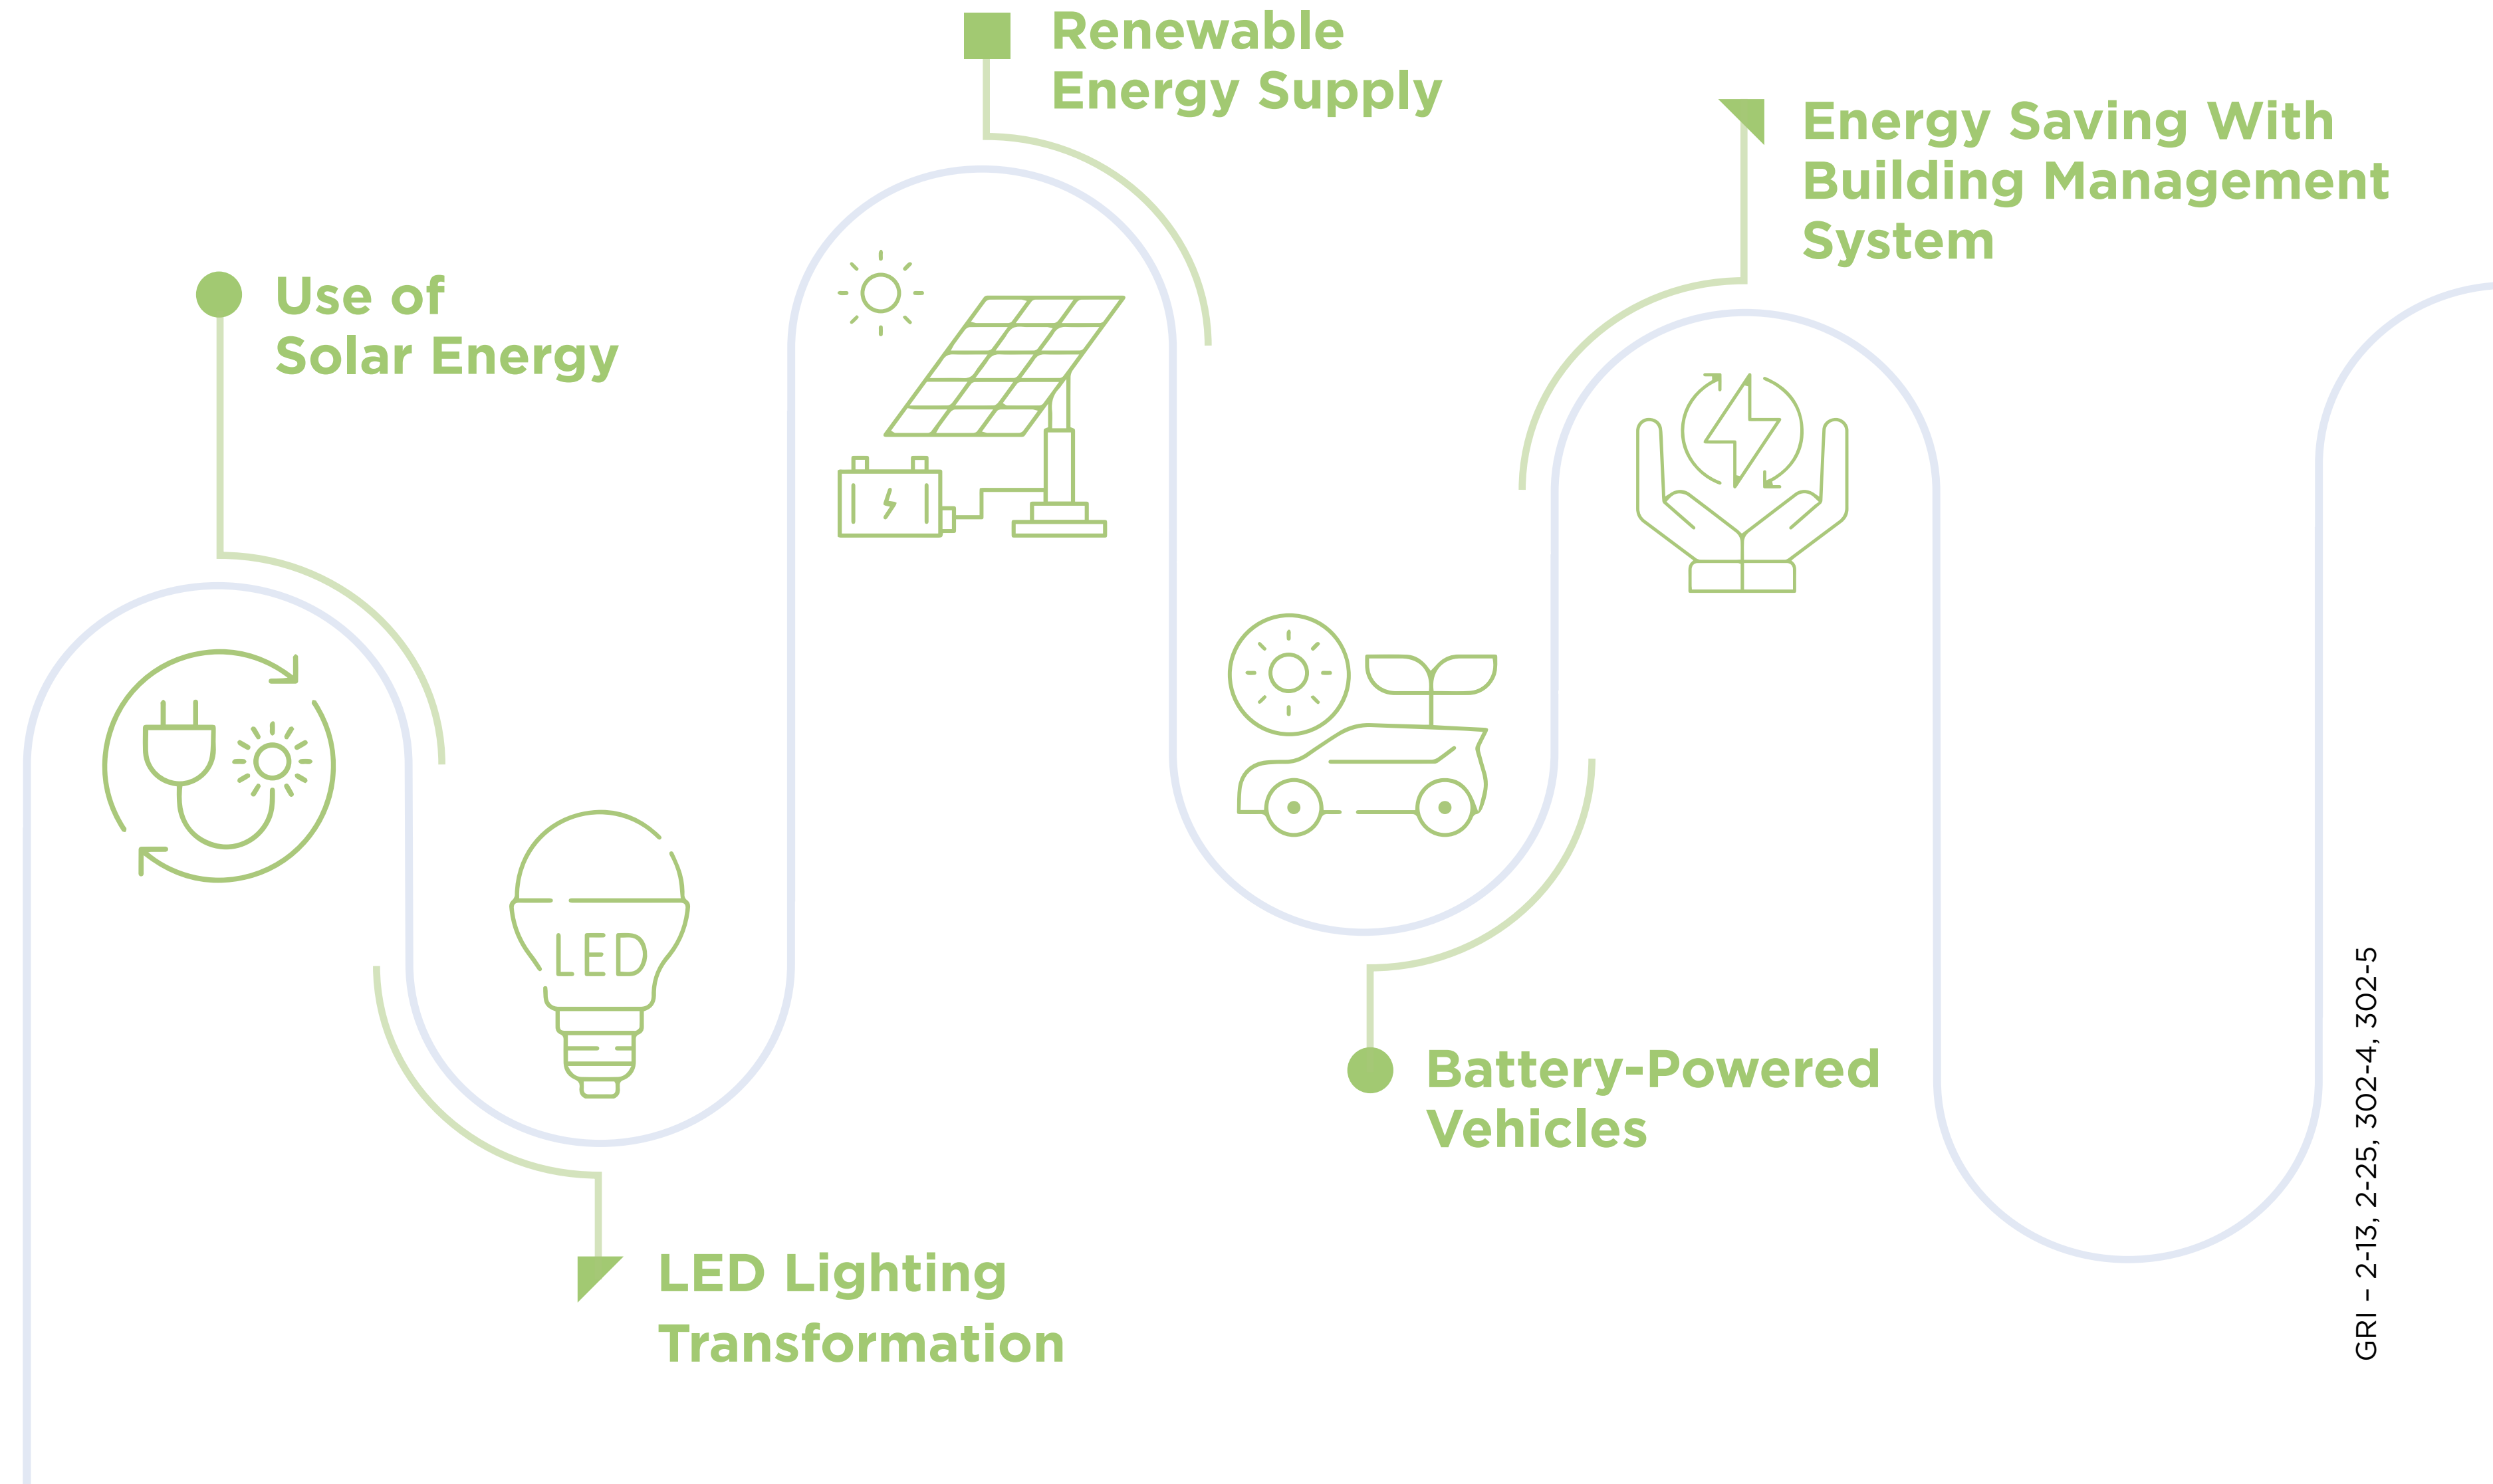 Renewable
Energy Supply
Energy Saving With
Building Management
System
Use of
Solar Energy
LED
Battery-Powered
Vehicles
LED Lighting
Transformation
GRI – 2-13, 2-25, 302-4, 302-5